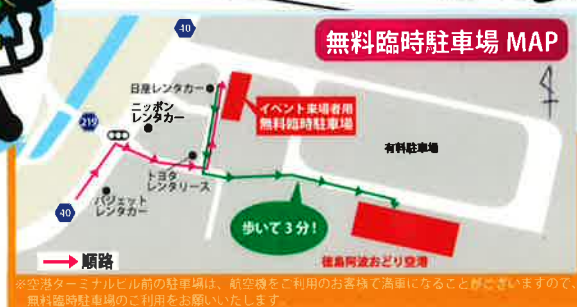 無料臨時駐車場 MAP
40
日産レンタカー
ニッポン
レンタカー
イベント来場者用
無料臨時駐車場
219
有料駐車場
トヨタ
レンタリース
バジェット
レンタカー
40
歩いて3分!
徳島阿波おどり空港
順路
※空港ターミナルビル前の駐車場は、航空機をご利用のお客様で満車になることがございますので、
無料臨時駐車場のご利用をお願いいたします